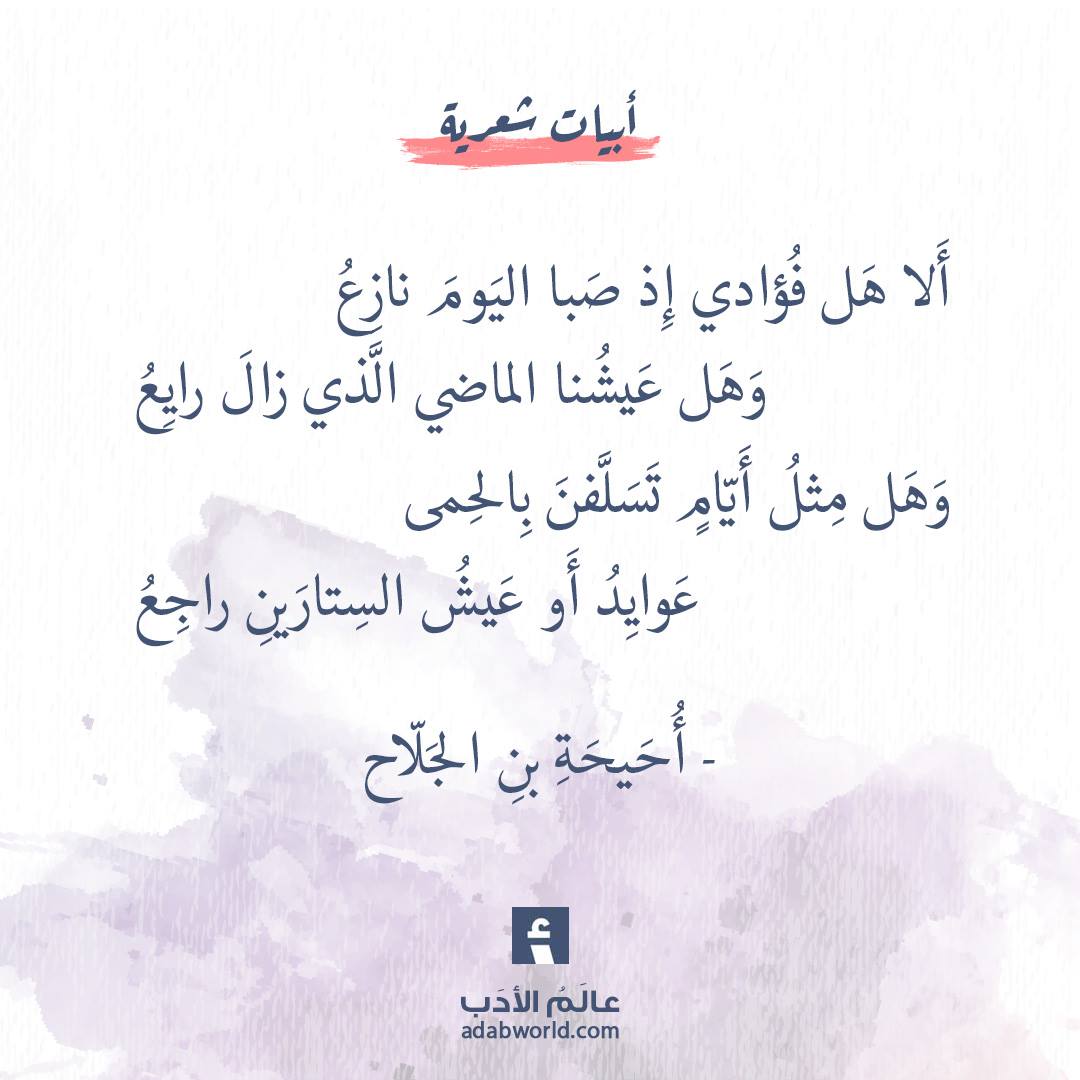 أبيات شعرية
أَلا هَل فُؤادي إِذ صَبا اليَومَ نازِعُ
وَهَل عَيشُنا الماضي الَّذي زالَ رايِعُ
وَهَل مِثلُ أَيّامٍ تَسَلَّفنَ بِالحِمى
عَوايِدُ أَو عَيشُ السِتارَينِ راجِعُ
- أُحَيحَةِ بنِ الجَلّاح
أ
عالَمُ الأدَب
adabworld.com